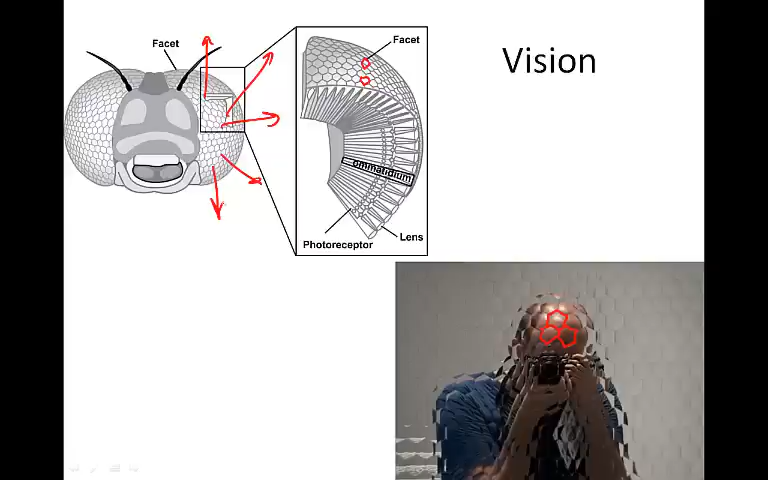 Vision
Facet
Facet
ommatidium
Lens
Photoreceptor